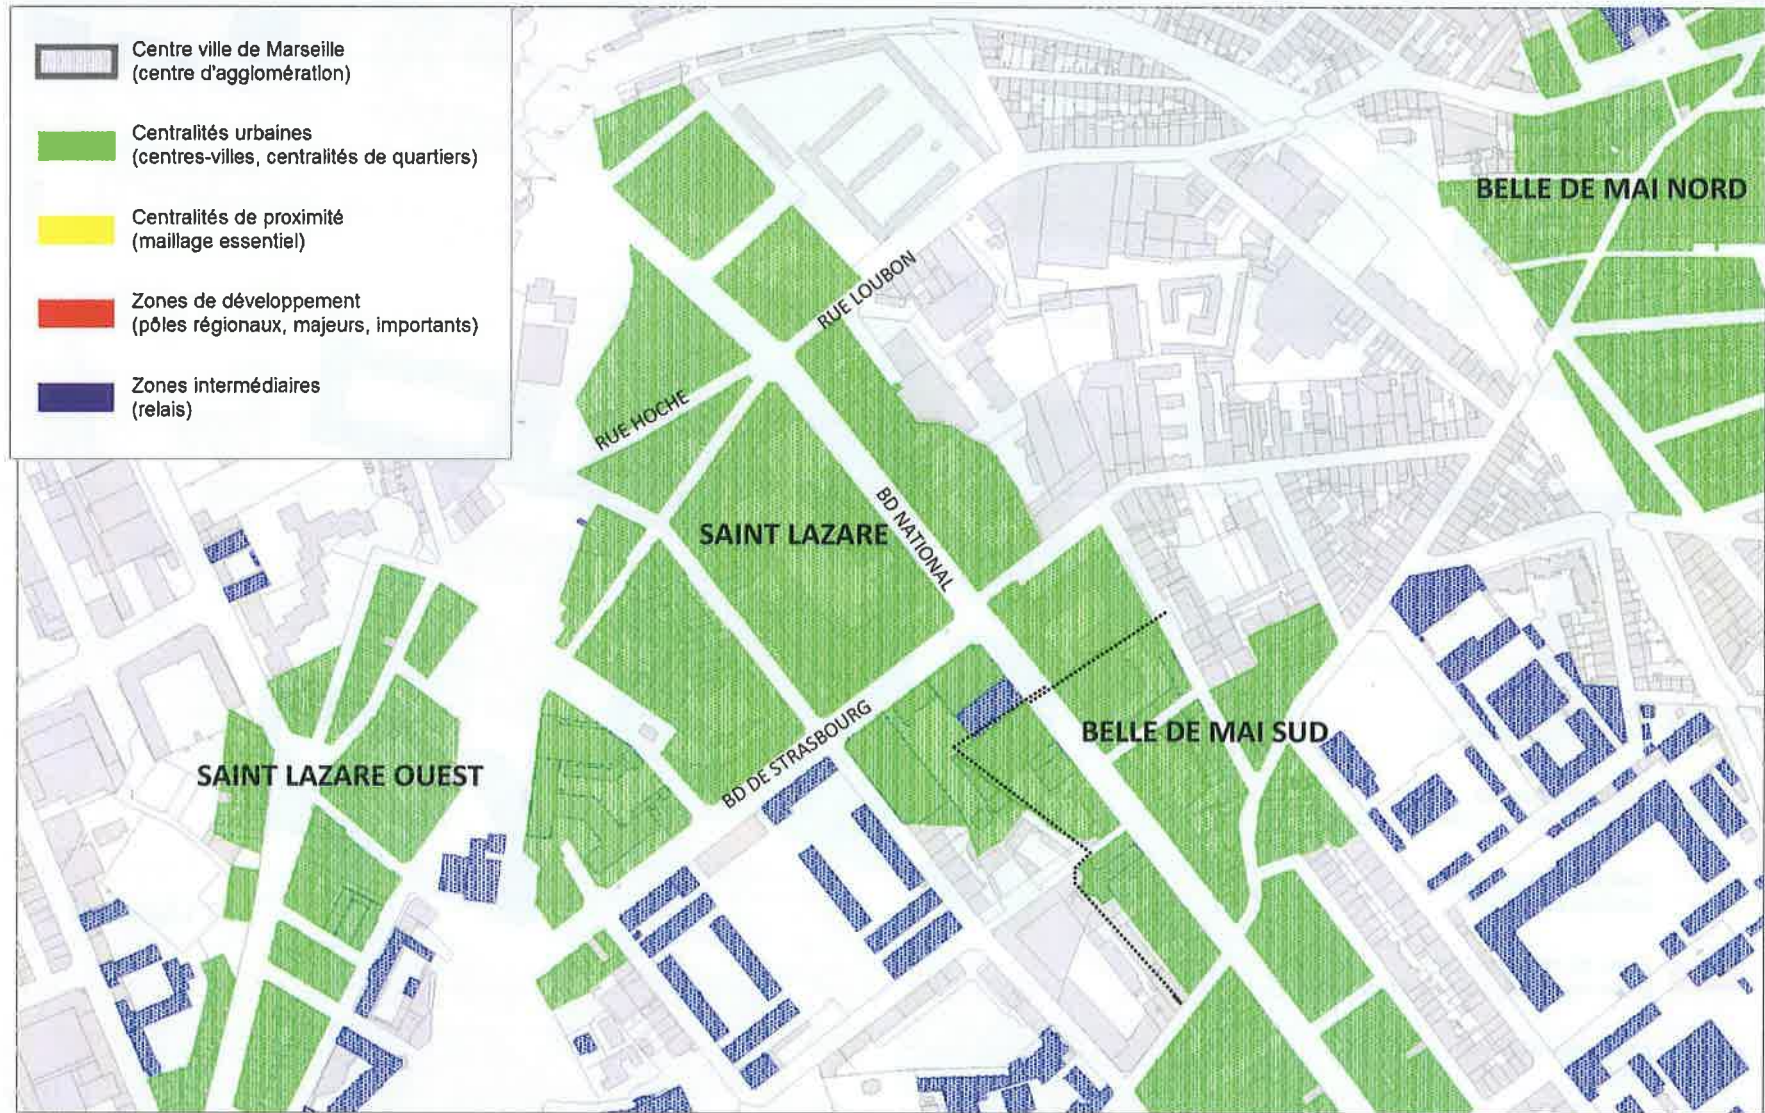 Centre ville de Marseille
(centre d'agglomération)
Centralités urbaines
(centres-villes, centralités de quartiers)
Centralités de proximité
(maillage essentiel)
Zones de développement
(pôles régionaux, majeurs, importants)
Zones intermédiaires
(relais)
BELLE DE MAI NORD
RUE LOUBON
RUE HOCHE
BD NATIONAL
SAINT LAZARE
BD DE STRASBOURG
BELLE DE MAI SUD
SAINT LAZARE OUEST